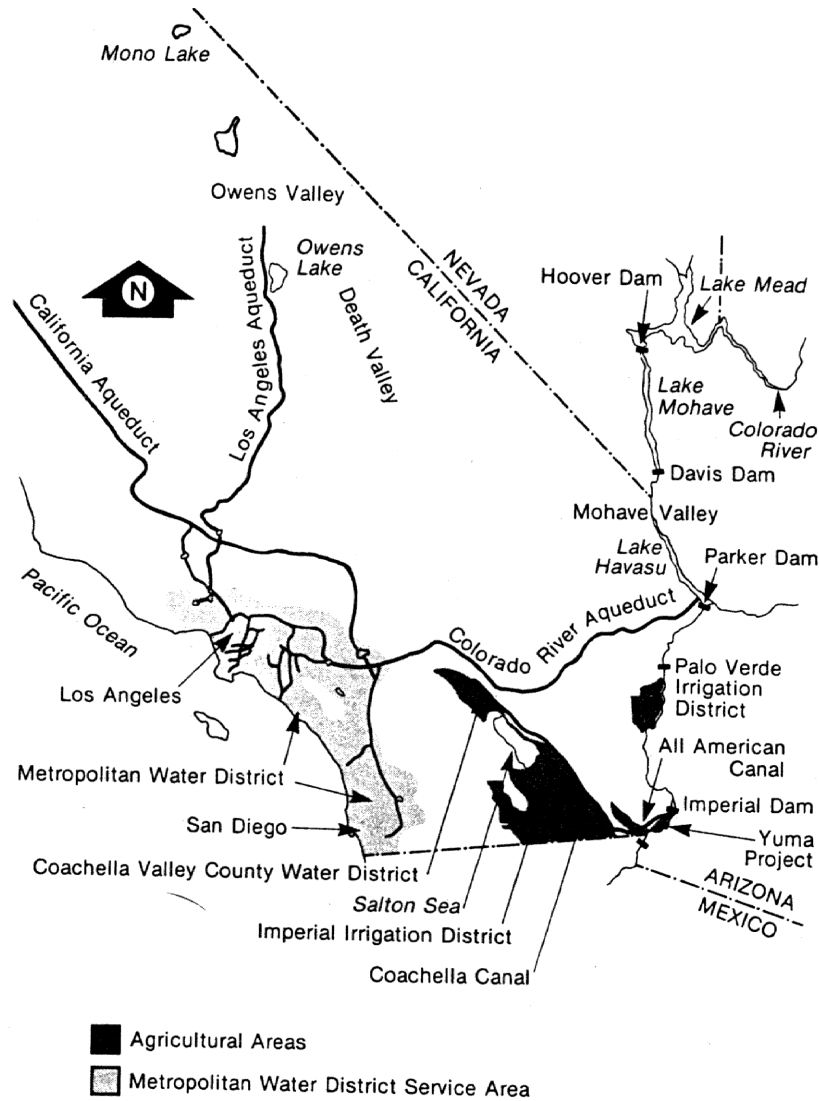 Mono Lake
Owens Valley
Owens
Lake
Death Valley
NEVADA
CALIFORNIA
N
California Aqueduct
Los Angeles Aqueduct
Hoover Dam
Lake Mead
Lake
Mohave
Colorado
River
Davis Dam
Mohave Valley
Lake
Havasu
Parker Dam
Pacific Ocean
Colorado River Aqueduct
Los Angeles
Palo Verde
Irrigation
District
All American
Canal
Metropolitan Water District
San Diego
Imperial Dam
Yuma
Project
Coachella Valley County Water District
Salton Sea
ARIZONA
MEXICO
Imperial Irrigation District
Coachella Canal
Agricultural Areas
Metropolitan Water District Service Area